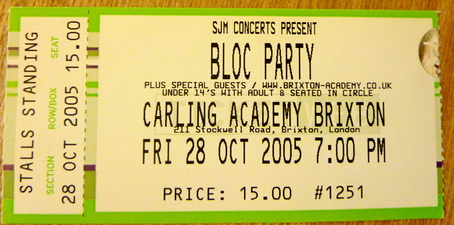 SJM CONCERTS PRESENT
BLOC PARTY
PLUS SPECIAL GUESTS / WWW.BRIXTON-ACADEMY.CO.UK
UNDER 14'S WITH ADULT & SEATED IN CIRCLE
CARLING ACADEMY BRIXTON
211 Stockwell Road, Brixton, London
FRI 28 OCT 2005 7:00 PM
PRICE: 15.00 #1251
STALLS STANDING
SECTION ROW/BOX SEAT
28 OCT 2005 15.00